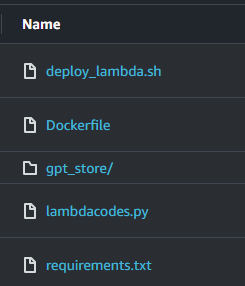 Name
deploy_lambda.sh
Dockerfile
gpt_store/
lambdacodes.py
requirements.txt